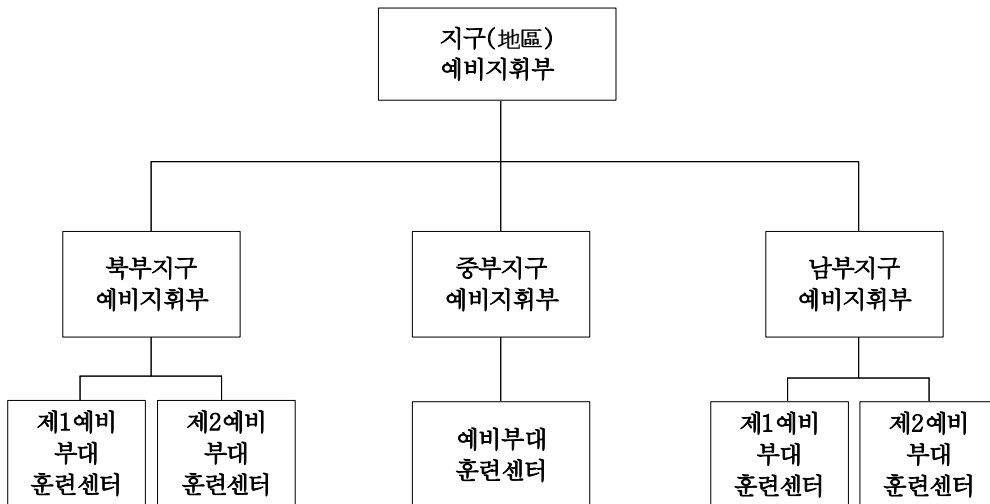 지구(地區)
예비지휘부
북부지구
예비지휘부
중부지구
예비지휘부
남부지구
예비지휘부
제1예비
부대
훈련센터
제2예비
부대
훈련센터
예비부대
훈련센터
제1예비
부대
훈련센터
제2예비
부대
훈련센터